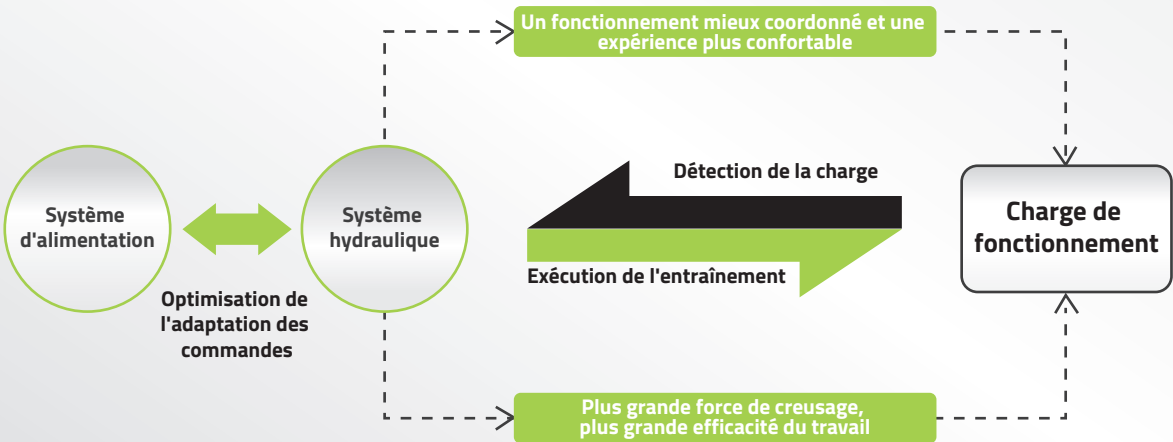 Un fonctionnement mieux coordonné et une
expérience plus confortable
Détection de la charge
Système
d'alimentation
Système
hydraulique
Charge de
fonctionnement
Exécution de l'entraînement
Optimisation de
l'adaptation des
commandes
Plus grande force de creusage,
plus grande efficacité du travail